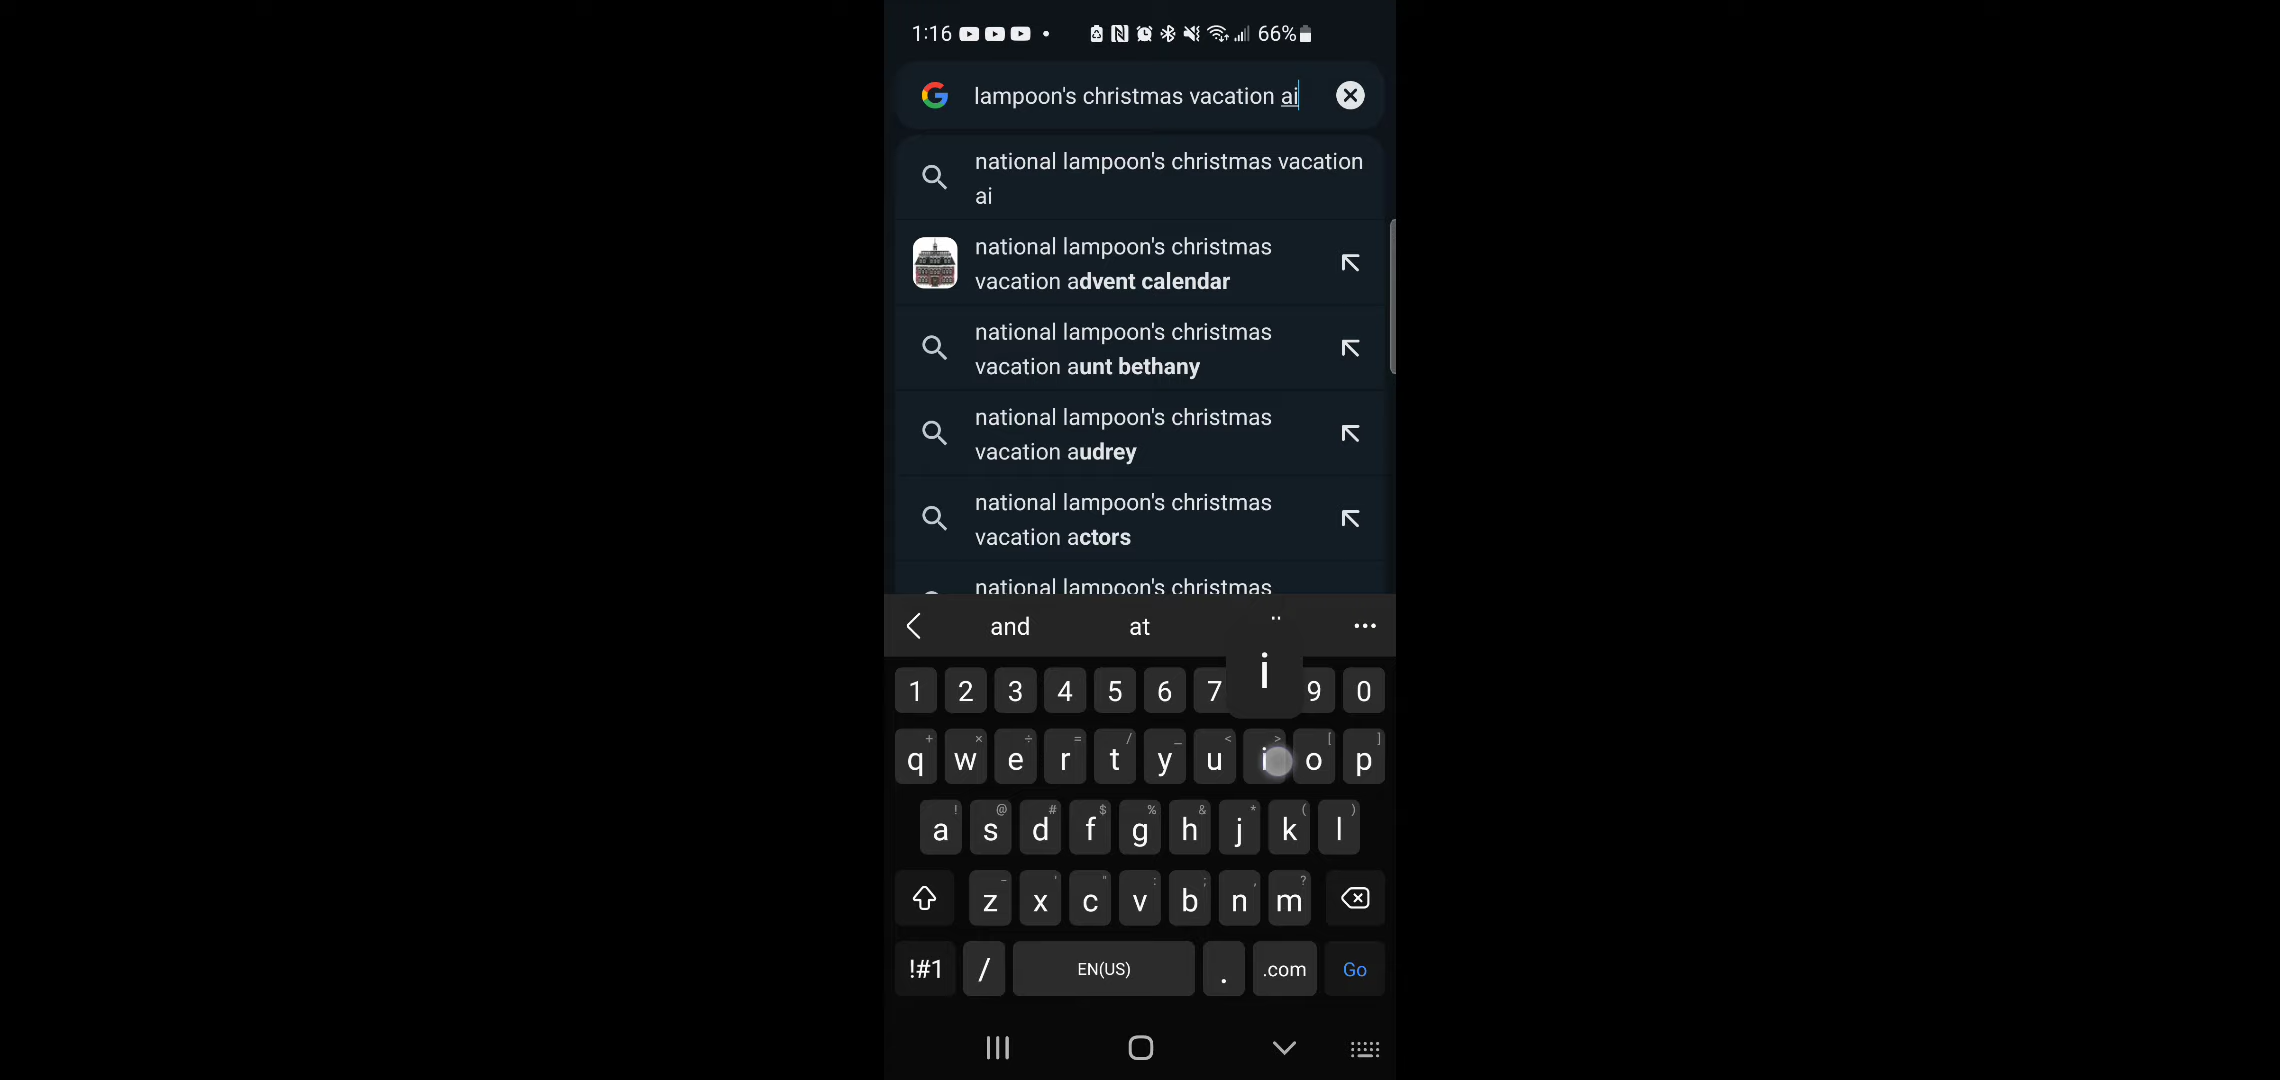 1:16 66%
lampoon's christmas vacation ai
national lampoon's christmas vacation
ai
national lampoon's christmas
vacation advent calendar
national lampoon's christmas
vacation aunt bethany
national lampoon's christmas
vacation audrey
national lampoon's christmas
vacation actors
national lampoon's christmas
and at
i
1 2 3 4 5 6 7 9 0
+ × ÷ = / _ < > [ ]
q w e r t y u i o p
! @ # $ % & * ( )
a s d f g h j k l
- ' " : ; , ?
z x c v b n m
!#1 / EN(US) . .com Go